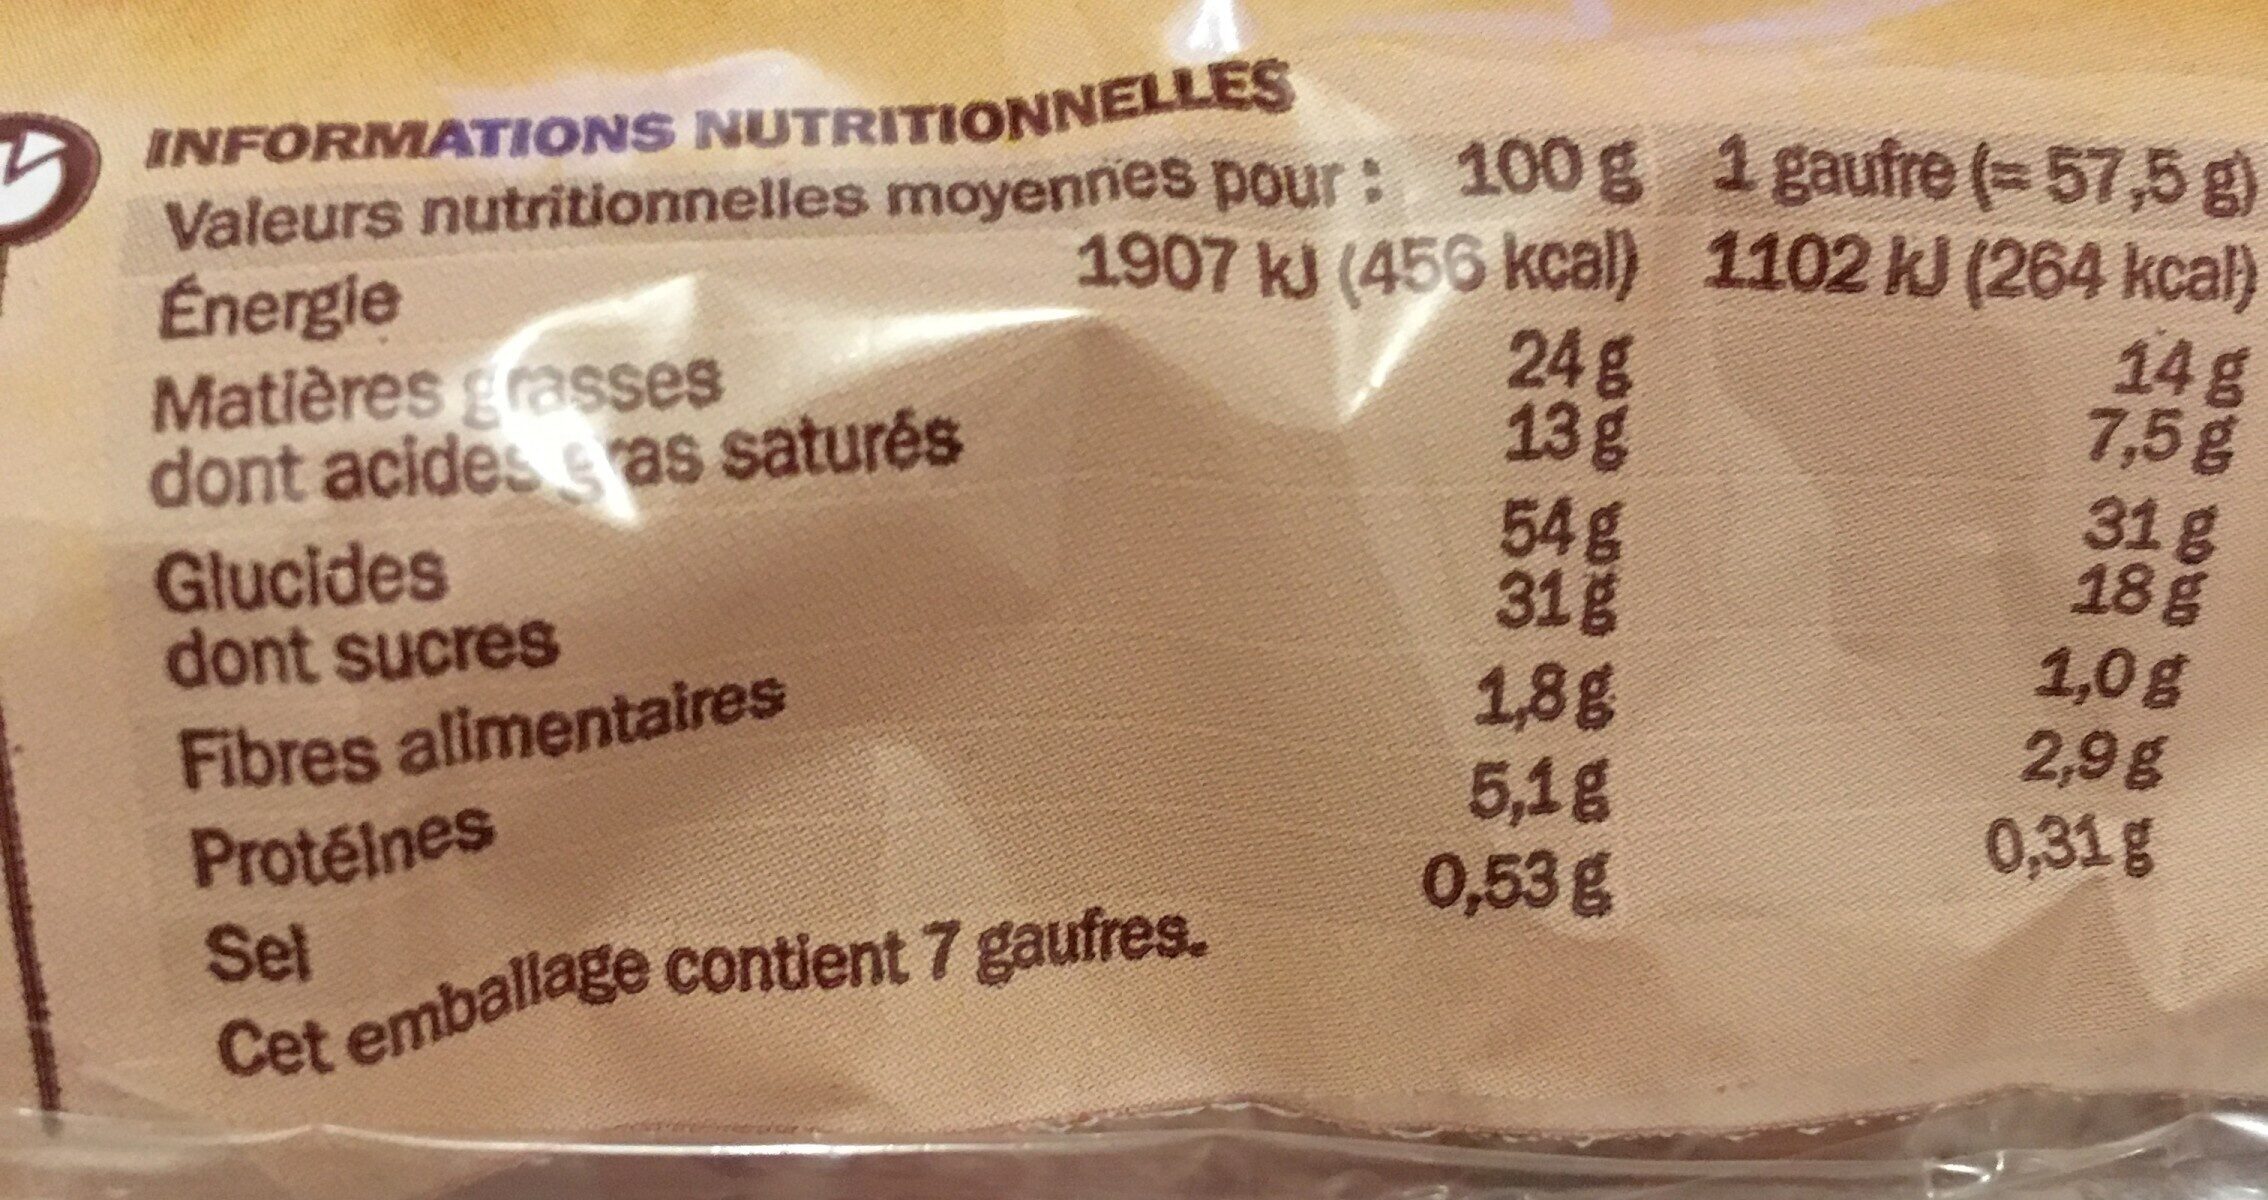 INFORMATIONS NUTRITIONNELLES
Valeurs nutritionnelles moyennes pour : 100 g 1 gaufre (= 57,5 g)
Énergie 1907 kJ (456 kcal) 1102 kJ (264 kcal)
Matières grasses 24 g 14 g
dont acides gras saturés 13 g 7,5 g
Glucides 54 g 31 g
dont sucres 31 g 18 g
Fibres alimentaires 1,8 g 1,0 g
Protéines 5,1 g 2,9 g
Sel 0,53 g 0,31 g
Cet emballage contient 7 gaufres.